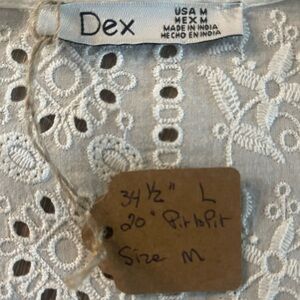 Dex
USA M
MEX M
MADE IN INDIA
HECHO EN INDIA
34 1/2" L
20" Pit to Pit
Size M